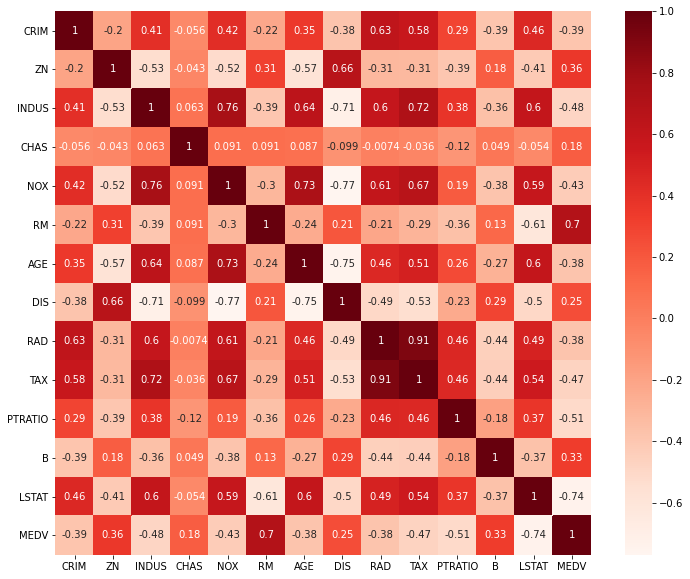 CRIM 1 -0.2 0.41 -0.056 0.42 -0.22 0.35 -0.38 0.63 0.58 0.29 -0.39 0.46 -0.39
ZN -0.2 1 -0.53 -0.043 -0.52 0.31 -0.57 0.66 -0.31 -0.31 -0.39 0.18 -0.41 0.36
INDUS 0.41 -0.53 1 0.063 0.76 -0.39 0.64 -0.71 0.6 0.72 0.38 -0.36 0.6 -0.48
CHAS -0.056 -0.043 0.063 1 0.091 0.091 0.087 -0.099 -0.0074 -0.036 -0.12 0.049 -0.054 0.18
NOX 0.42 -0.52 0.76 0.091 1 -0.3 0.73 -0.77 0.61 0.67 0.19 -0.38 0.59 -0.43
RM -0.22 0.31 -0.39 0.091 -0.3 1 -0.24 0.21 -0.21 -0.29 -0.36 0.13 -0.61 0.7
AGE 0.35 -0.57 0.64 0.087 0.73 -0.24 1 -0.75 0.46 0.51 0.26 -0.27 0.6 -0.38
DIS -0.38 0.66 -0.71 -0.099 -0.77 0.21 -0.75 1 -0.49 -0.53 -0.23 0.29 -0.5 0.25
RAD 0.63 -0.31 0.6 -0.0074 0.61 -0.21 0.46 -0.49 1 0.91 0.46 -0.44 0.49 -0.38
TAX 0.58 -0.31 0.72 -0.036 0.67 -0.29 0.51 -0.53 0.91 1 0.46 -0.44 0.54 -0.47
PTRATIO 0.29 -0.39 0.38 -0.12 0.19 -0.36 0.26 -0.23 0.46 0.46 1 -0.18 0.37 -0.51
B -0.39 0.18 -0.36 0.049 -0.38 0.13 -0.27 0.29 -0.44 -0.44 -0.18 1 -0.37 0.33
LSTAT 0.46 -0.41 0.6 -0.054 0.59 -0.61 0.6 -0.5 0.49 0.54 0.37 -0.37 1 -0.74
MEDV -0.39 0.36 -0.48 0.18 -0.43 0.7 -0.38 0.25 -0.38 -0.47 -0.51 0.33 -0.74 1
CRIM ZN INDUS CHAS NOX RM AGE DIS RAD TAX PTRATIO B LSTAT MEDV
1.0
0.8
0.6
0.4
0.2
0.0
−0.2
−0.4
−0.6